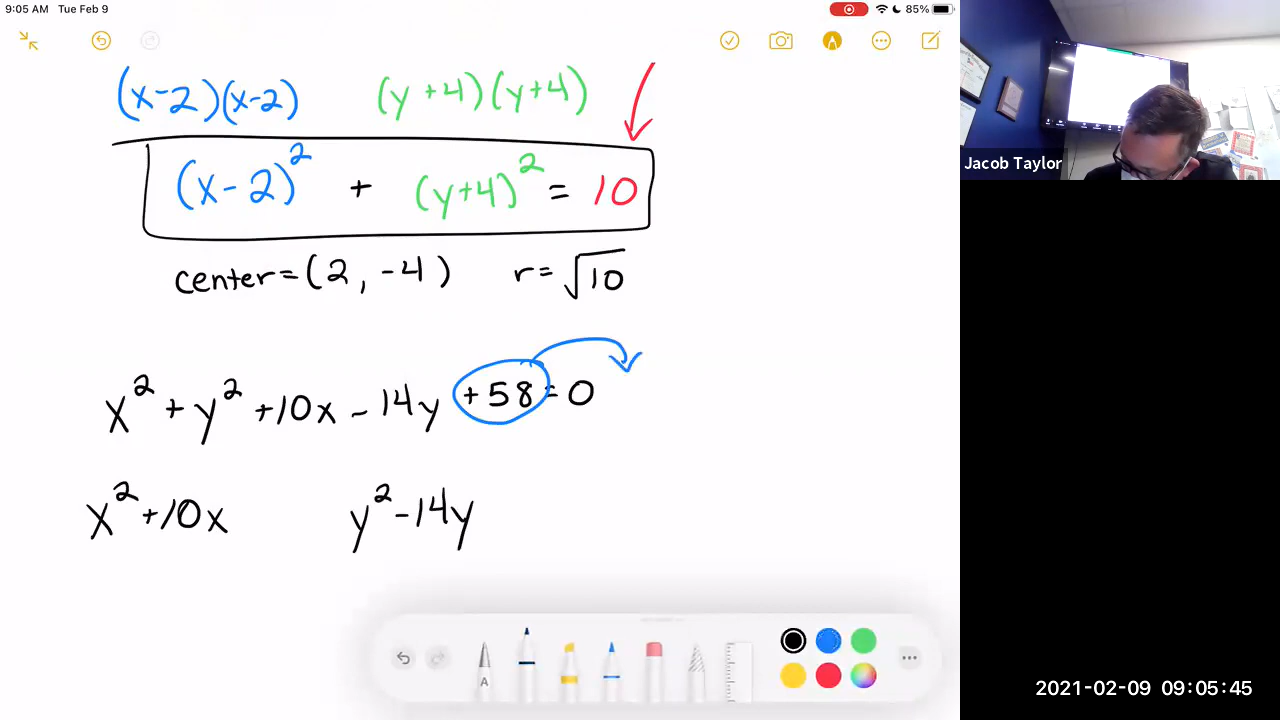 9:05 AM Tue Feb 9
85%
(x-2)(x-2) (y+4)(y+4)
(x-2)² + (y+4)² = 10
center=(2, -4) r=√10
x² + y² +10x - 14y +58 = 0
x² +10x y² -14y
A
Jacob Taylor
2021-02-09 09:05:45